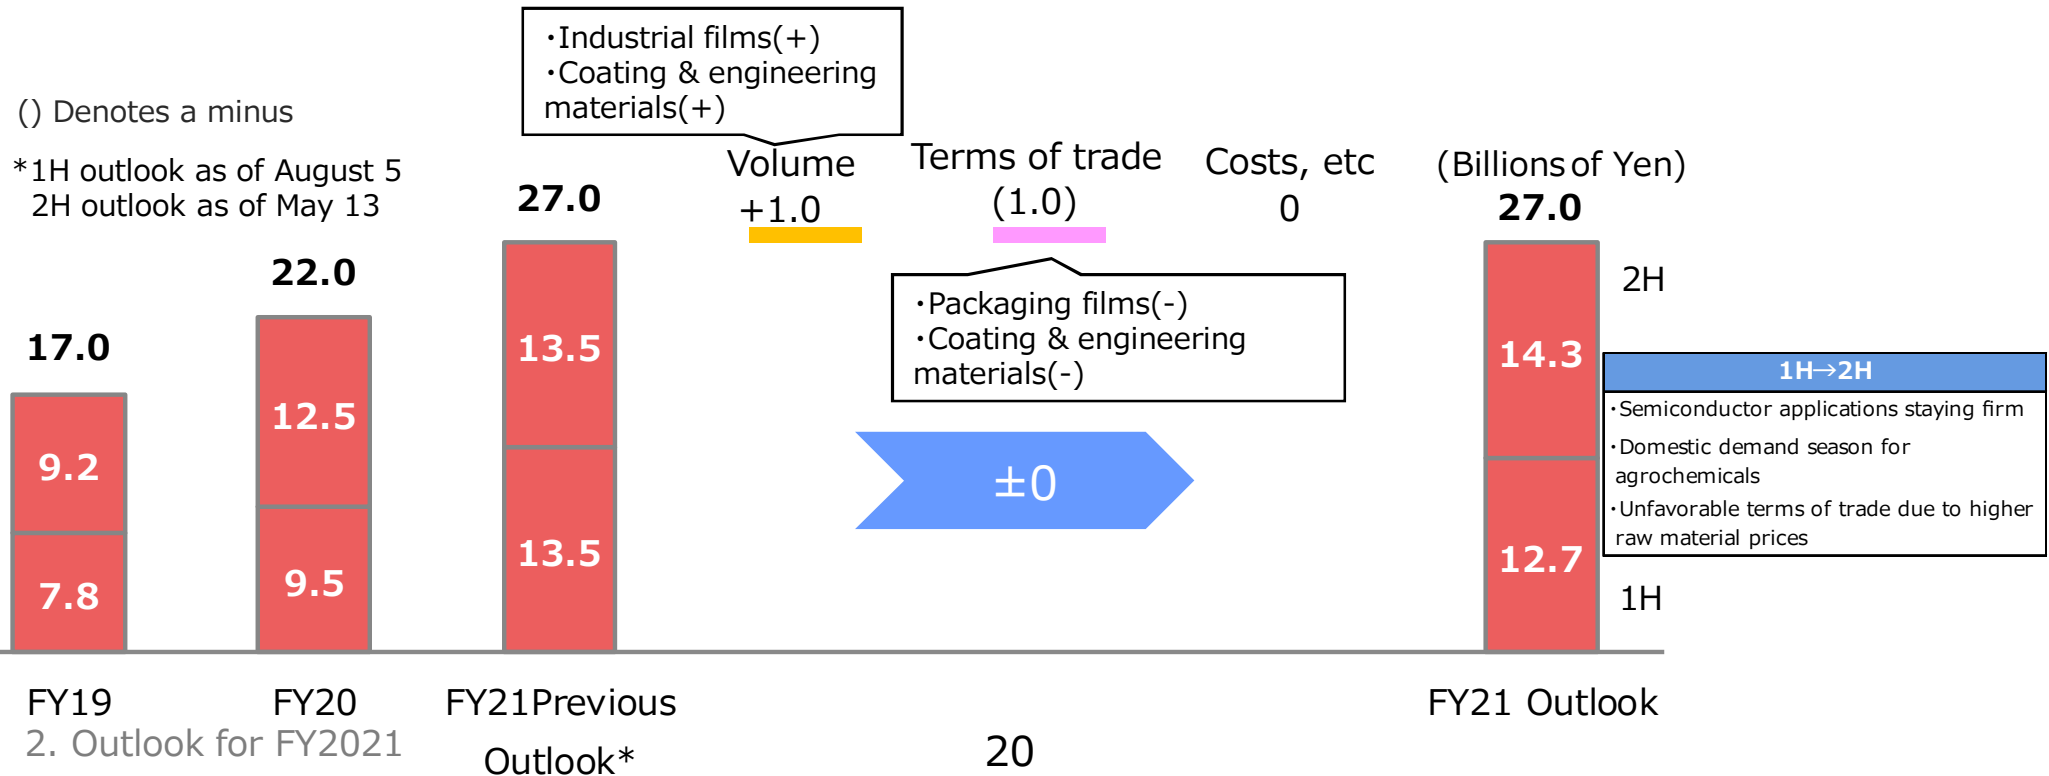 ・Industrial films(+)
・Coating & engineering
materials(+)
() Denotes a minus
*1H outlook as of August 5
2H outlook as of May 13
Volume
+1.0
Terms of trade
(1.0)
Costs, etc
0
(Billions of Yen)
17.0
22.0
27.0
27.0
・Packaging films(-)
・Coating & engineering
materials(-)
9.2
7.8
12.5
9.5
13.5
13.5
±0
14.3
12.7
2H
1H
1H→2H
・Semiconductor applications staying firm
・Domestic demand season for
agrochemicals
・Unfavorable terms of trade due to higher
raw material prices
FY19
FY20
FY21Previous
Outlook*
FY21 Outlook
2. Outlook for FY2021
20